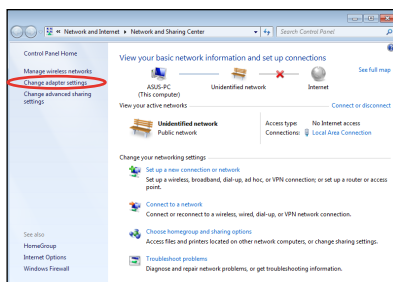 « Network and Internet ▸ Network and Sharing Center
Search Control Panel
Control Panel Home
Manage wireless networks
Change adapter settings
Change advanced sharing
settings
See also
HomeGroup
Internet Options
Windows Firewall
View your basic network information and set up connections
See full map
ASUS-PC
(This computer)
Unidentified network
Internet
View your active networks
Connect or disconnect
Unidentified network
Public network
Access type: No Internet access
Connections: Local Area Connection
Change your networking settings
Set up a new connection or network
Set up a wireless, broadband, dial-up, ad hoc, or VPN connection; or set up a router or access
point.
Connect to a network
Connect or reconnect to a wireless, wired, dial-up, or VPN network connection.
Choose homegroup and sharing options
Access files and printers located on other network computers, or change sharing settings.
Troubleshoot problems
Diagnose and repair network problems, or get troubleshooting information.